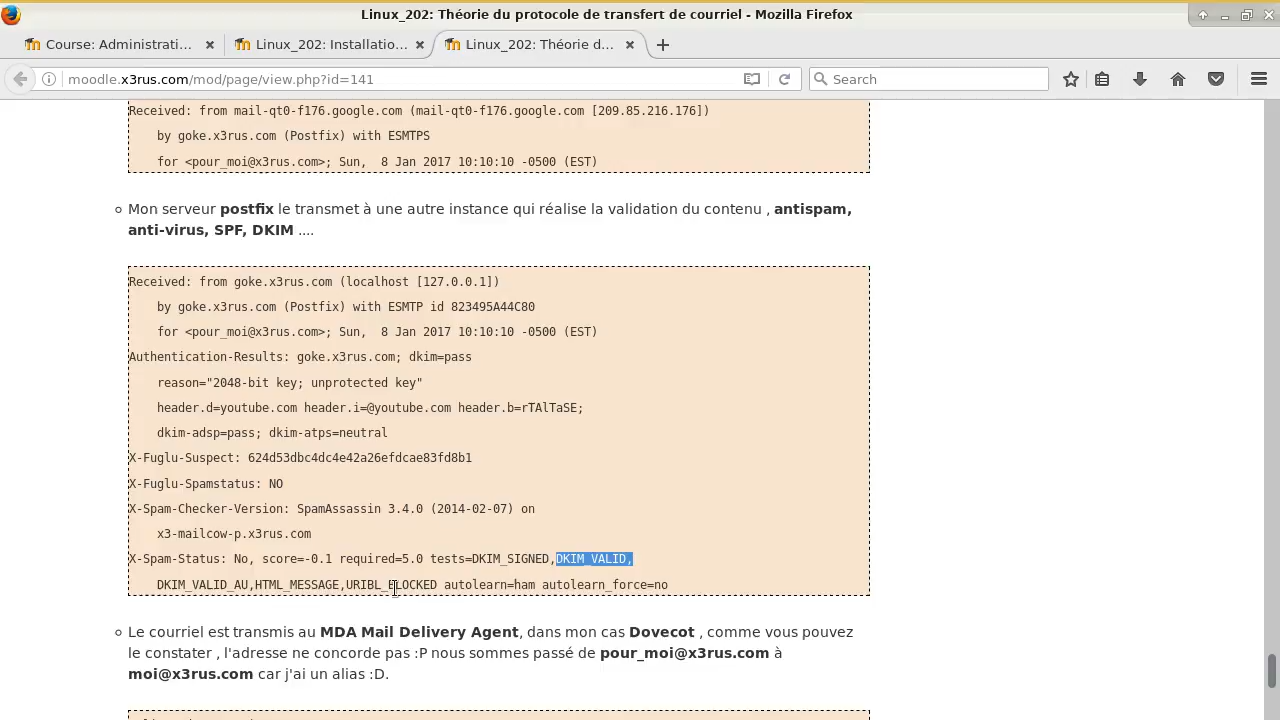 Linux_202: Théorie du protocole de transfert de courriel - Mozilla Firefox
Course: Administrati...
Linux_202: Installatio...
Linux_202: Théorie d...
moodle.x3rus.com/mod/page/view.php?id=141
Search
Received: from mail-qt0-f176.google.com (mail-qt0-f176.google.com [209.85.216.176])
by goke.x3rus.com (Postfix) with ESMTPS
for <pour_moi@x3rus.com>; Sun,  8 Jan 2017 10:10:10 -0500 (EST)
Mon serveur postfix le transmet à une autre instance qui réalise la validation du contenu , antispam,
anti-virus, SPF, DKIM ....
Received: from goke.x3rus.com (localhost [127.0.0.1])
by goke.x3rus.com (Postfix) with ESMTP id 823495A44C80
for <pour_moi@x3rus.com>; Sun,  8 Jan 2017 10:10:10 -0500 (EST)
Authentication-Results: goke.x3rus.com; dkim=pass
reason="2048-bit key; unprotected key"
header.d=youtube.com header.i=@youtube.com header.b=rTAlTaSE;
dkim-adsp=pass; dkim-atps=neutral
X-Fuglu-Suspect: 624d53dbc4dc4e42a26efdcae83fd8b1
X-Fuglu-Spamstatus: NO
X-Spam-Checker-Version: SpamAssassin 3.4.0 (2014-02-07) on
x3-mailcow-p.x3rus.com
X-Spam-Status: No, score=-0.1 required=5.0 tests=DKIM_SIGNED,DKIM_VALID,
DKIM_VALID_AU,HTML_MESSAGE,URIBL_BLOCKED autolearn=ham autolearn_force=no
Le courriel est transmis au MDA Mail Delivery Agent, dans mon cas Dovecot , comme vous pouvez
le constater , l'adresse ne concorde pas :P nous sommes passé de pour_moi@x3rus.com à
moi@x3rus.com car j'ai un alias :D.